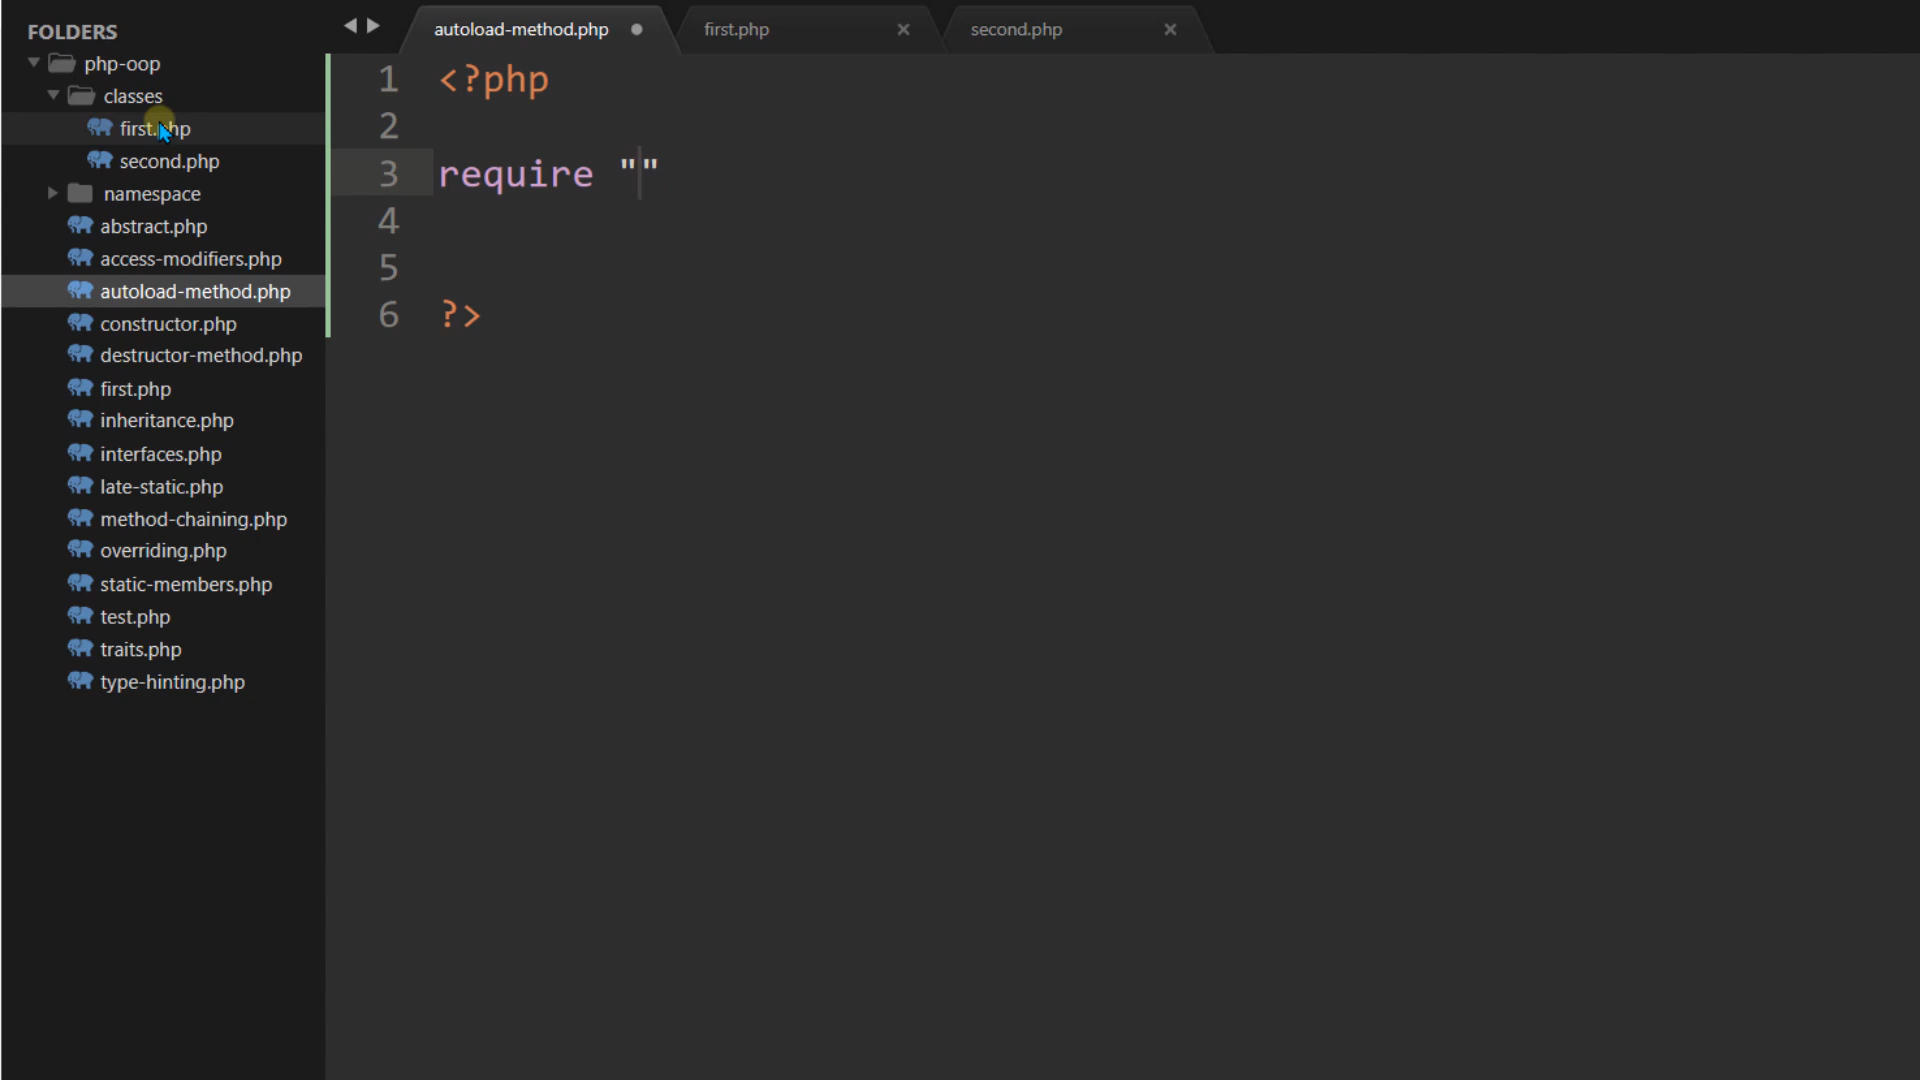 FOLDERS
php-oop
classes
first.php
second.php
namespace
abstract.php
access-modifiers.php
autoload-method.php
constructor.php
destructor-method.php
first.php
inheritance.php
interfaces.php
late-static.php
method-chaining.php
overriding.php
static-members.php
test.php
traits.php
type-hinting.php
autoload-method.php first.php second.php
1 <?php
2
3 require ""
4
5
6 ?>